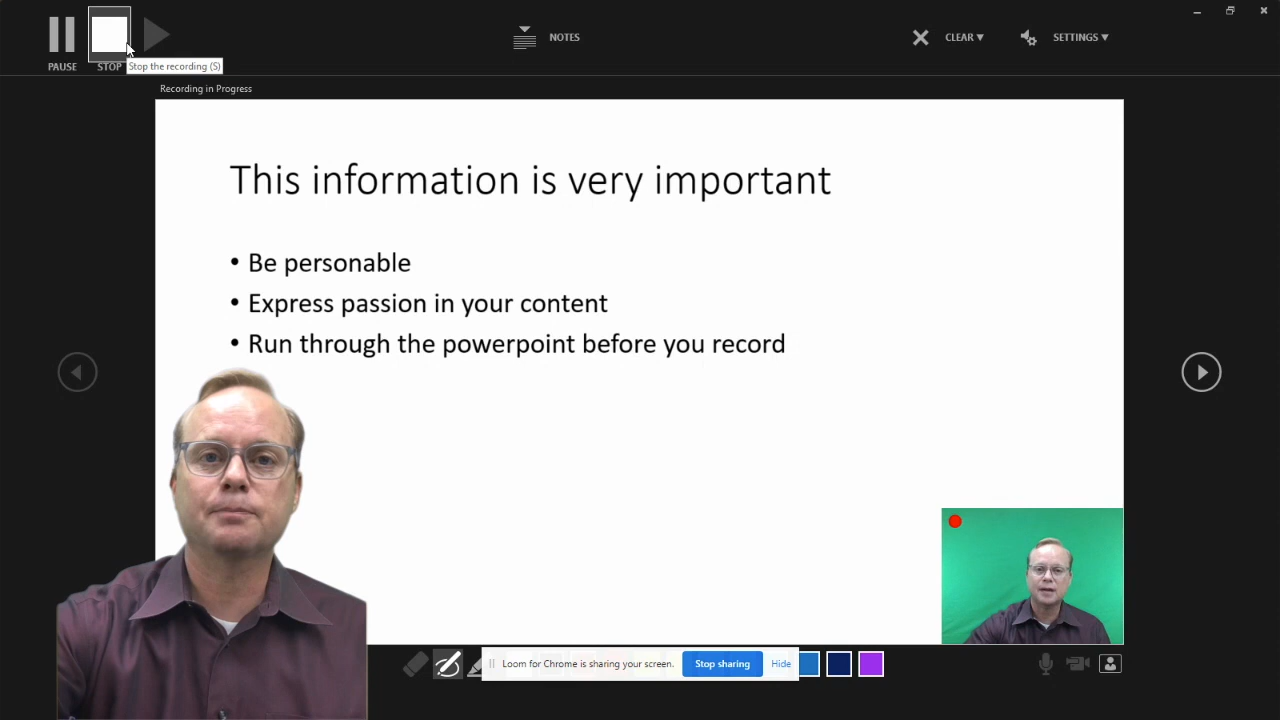 NOTES
CLEAR
SETTINGS
PAUSE
STOP
Stop the recording (S)
Recording in Progress
This information is very important
• Be personable
• Express passion in your content
• Run through the powerpoint before you record
Loom for Chrome is sharing your screen. Stop sharing Hide